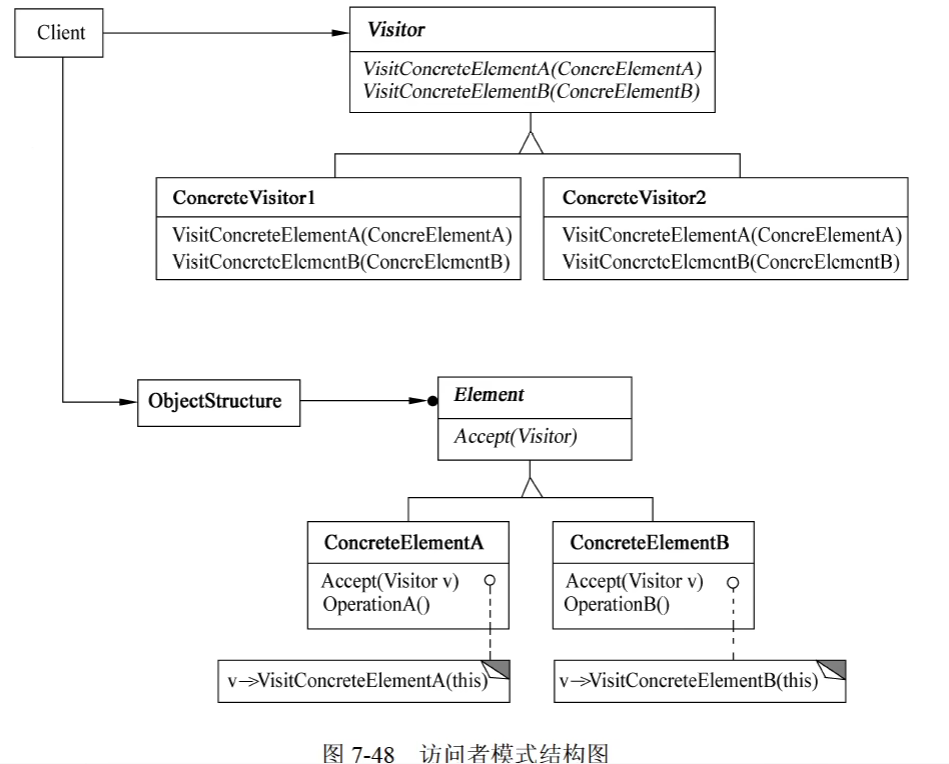 Client
Visitor
VisitConcreteElementA(ConcreElementA)
VisitConcreteElementB(ConcreElementB)
ConcreteVisitor1
VisitConcreteElementA(ConcreElementA)
VisitConcreteElementB(ConcreElementB)
ConcreteVisitor2
VisitConcreteElementA(ConcreElementA)
VisitConcreteElementB(ConcreElementB)
ObjectStructure
Element
Accept(Visitor)
ConcreteElementA
Accept(Visitor v)
OperationA()
ConcreteElementB
Accept(Visitor v)
OperationB()
v->VisitConcreteElementA(this)
v->VisitConcreteElementB(this)
图 7-48 访问者模式结构图